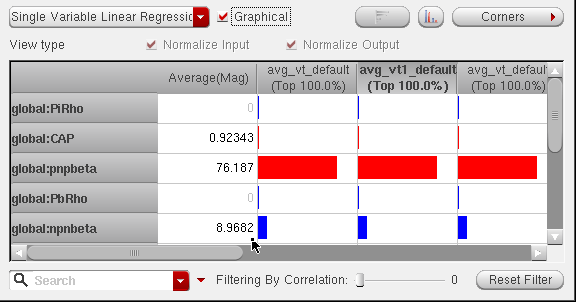 Single Variable Linear Regressic Graphical Corners
View type Normalize Input Normalize Output
Average(Mag) avg_vt_default (Top 100.0%) avg_vt1_default (Top 100.0%) avg_vt_default (Top 100.0%)
global:PiRho 0
global:CAP 0.92343
global:pnpbeta 76.187
global:PbRho 0
global:npnbeta 8.9682
Search Filtering By Correlation: 0 Reset Filter